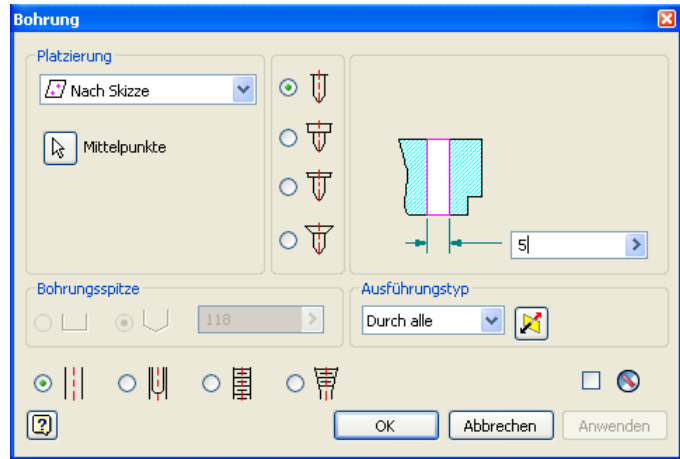 Bohrung
Platzierung
Nach Skizze
Mittelpunkte
5
Bohrungsspitze
118
Ausführungstyp
Durch alle
?
OK
Abbrechen
Anwenden